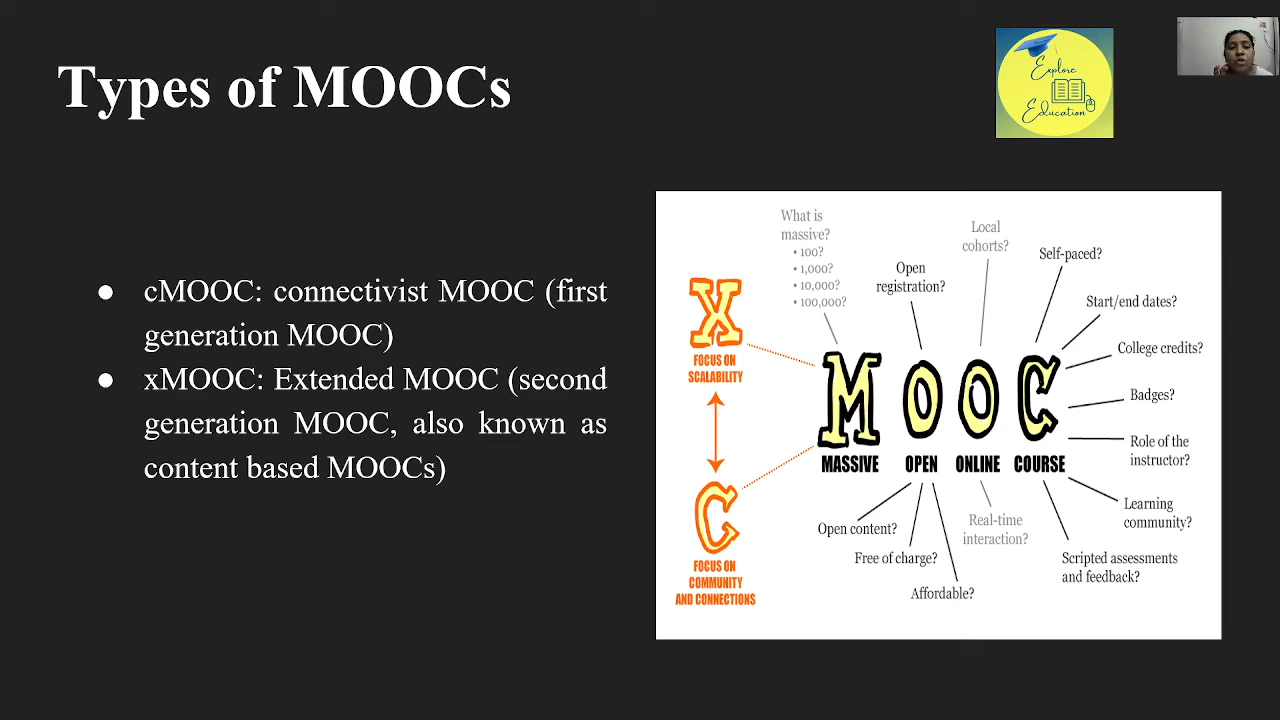 Types of MOOCs
Explore
Education
● cMOOC: connectivist MOOC (first
generation MOOC)
● xMOOC: Extended MOOC (second
generation MOOC, also known as
content based MOOCs)
What is
massive?
• 100?
• 1,000?
• 10,000?
• 100,000?
Open
registration?
Local
cohorts?
Self-paced?
Start/end dates?
College credits?
Badges?
Role of the
instructor?
Learning
community?
Scripted assessments
and feedback?
X
FOCUS ON
SCALABILITY
MOOC
MASSIVE OPEN ONLINE COURSE
C
FOCUS ON
COMMUNITY
AND CONNECTIONS
Open content?
Free of charge?
Affordable?
Real-time
interaction?